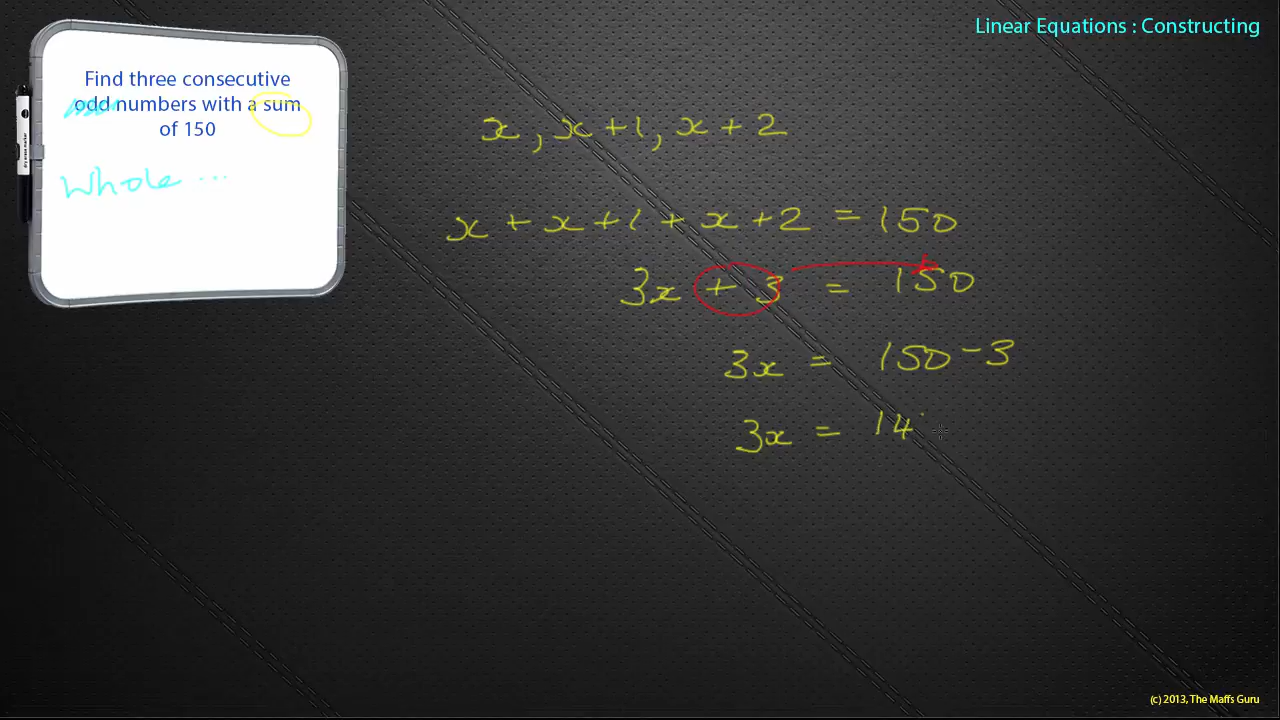 Linear Equations : Constructing
Find three consecutive
odd numbers with a sum
of 150
Whole ...
x, x + 1, x + 2
x + x + 1 + x + 2 = 150
3x + 3 = 150
3x = 150 - 3
3x = 14
(c) 2013, The Maffs Guru